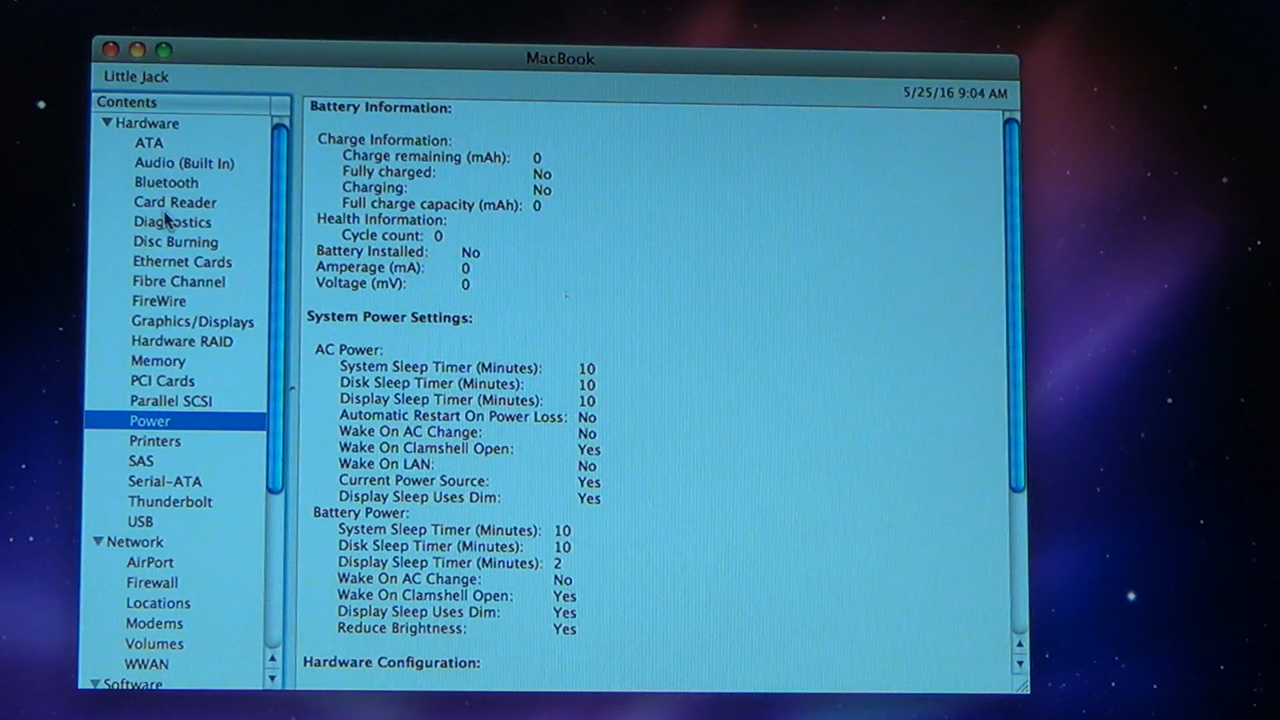 MacBook
Little Jack
5/25/16 9:04 AM
Contents
Hardware
ATA
Audio (Built In)
Bluetooth
Card Reader
Diagnostics
Disc Burning
Ethernet Cards
Fibre Channel
FireWire
Graphics/Displays
Hardware RAID
Memory
PCI Cards
Parallel SCSI
Power
Printers
SAS
Serial-ATA
Thunderbolt
USB
Network
AirPort
Firewall
Locations
Modems
Volumes
WWAN
Software
Battery Information:
Charge Information:
Charge remaining (mAh): 0
Fully charged: No
Charging: No
Full charge capacity (mAh): 0
Health Information:
Cycle count: 0
Battery Installed: No
Amperage (mA): 0
Voltage (mV): 0
System Power Settings:
AC Power:
System Sleep Timer (Minutes): 10
Disk Sleep Timer (Minutes): 10
Display Sleep Timer (Minutes): 10
Automatic Restart On Power Loss: No
Wake On AC Change: No
Wake On Clamshell Open: Yes
Wake On LAN: No
Current Power Source: Yes
Display Sleep Uses Dim: Yes
Battery Power:
System Sleep Timer (Minutes): 10
Disk Sleep Timer (Minutes): 10
Display Sleep Timer (Minutes): 2
Wake On AC Change: No
Wake On Clamshell Open: Yes
Display Sleep Uses Dim: Yes
Reduce Brightness: Yes
Hardware Configuration: